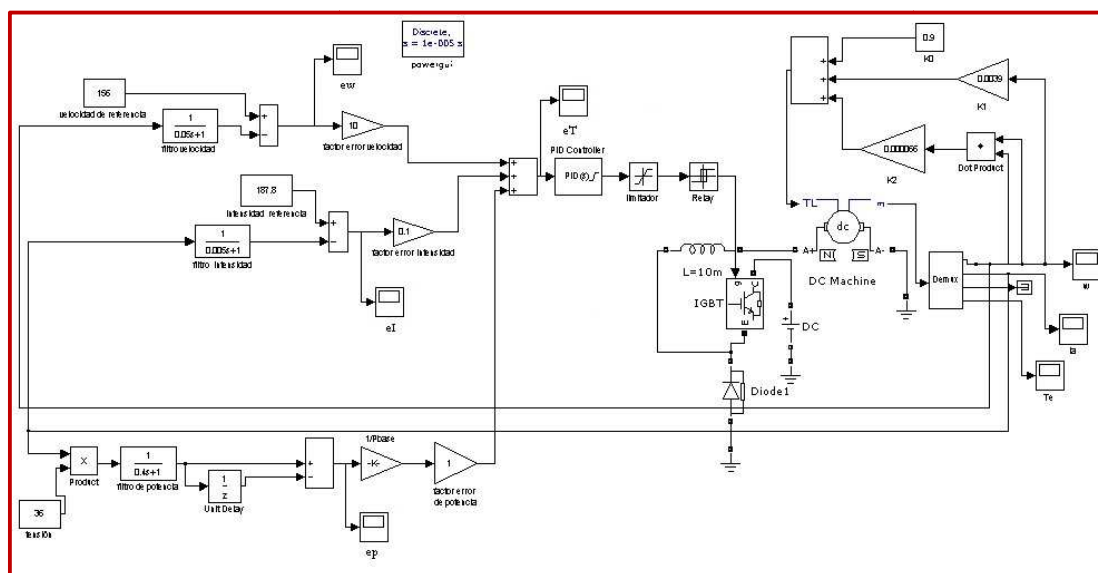 Discrete,
s = 1e-005 s
powergui
ew
156
velocidad de referencia
1
0.05s+1
filtro velocidad
+
−
10
factor error velocidad
eT
PID Controller
PID(s)
limitador
Relay
+
+
+
187.8
Intensidad referencia
1
0.005s+1
filtro Intensidad
+
−
0.1
factor error Intensidad
eI
0.9
K0
0.0039
K1
0.000066
K2
Dot Product
+
+
+
TL
m
dc
A+
N
S
A-
DC Machine
L=10m
g
C
E
IGBT
+
DC
Diode1
Demux
w
Ia
Te
X
Product
36
tensión
1
0.4s+1
filtro de potencia
1
z
Unit Delay
+
−
1/Pbase
-K-
1
factor error
de potencia
ep